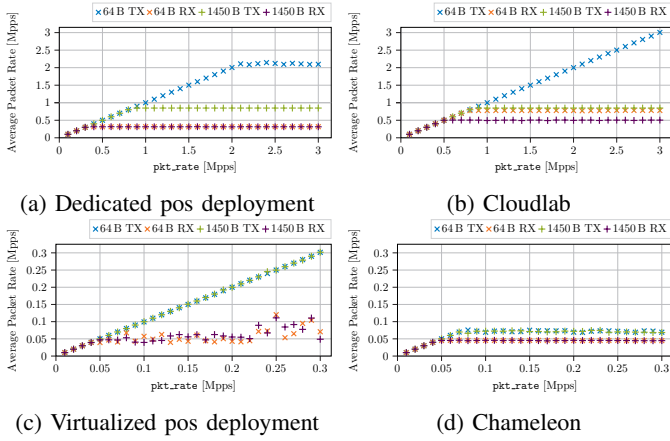 64 B TX 64 B RX 1450 B TX 1450 B RX
Average Packet Rate [Mpps]
3
2.5
2
1.5
1
0.5
0
0 0.5 1 1.5 2 2.5 3
pkt_rate [Mpps]
(a) Dedicated pos deployment
64 B TX 64 B RX 1450 B TX 1450 B RX
Average Packet Rate [Mpps]
3
2.5
2
1.5
1
0.5
0
0 0.5 1 1.5 2 2.5 3
pkt_rate [Mpps]
(b) Cloudlab
64 B TX 64 B RX 1450 B TX 1450 B RX
Average Packet Rate [Mpps]
0.3
0.25
0.2
0.15
0.1
0.05
0
0 0.05 0.1 0.15 0.2 0.25 0.3
pkt_rate [Mpps]
(c) Virtualized pos deployment
64 B TX 64 B RX 1450 B TX 1450 B RX
Average Packet Rate [Mpps]
0.3
0.25
0.2
0.15
0.1
0.05
0
0 0.05 0.1 0.15 0.2 0.25 0.3
pkt_rate [Mpps]
(d) Chameleon